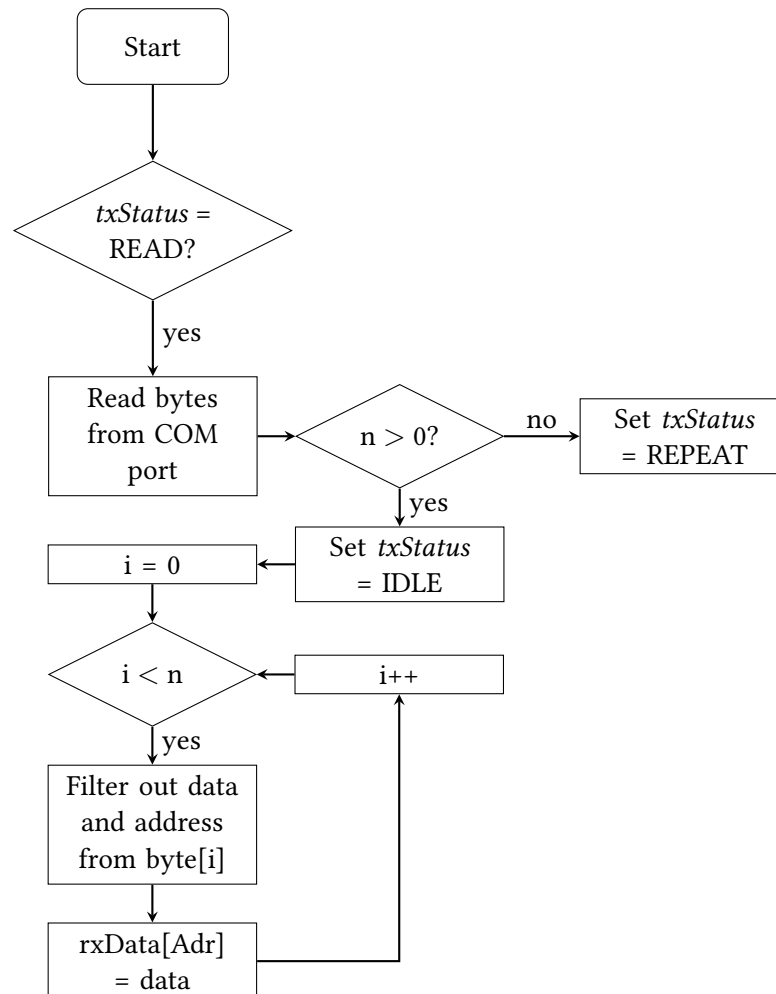 Start
txStatus =
READ?
yes
Read bytes
from COM
port
n > 0?
no
Set txStatus
= REPEAT
yes
Set txStatus
= IDLE
i = 0
i < n
i++
yes
Filter out data
and address
from byte[i]
rxData[Adr]
= data